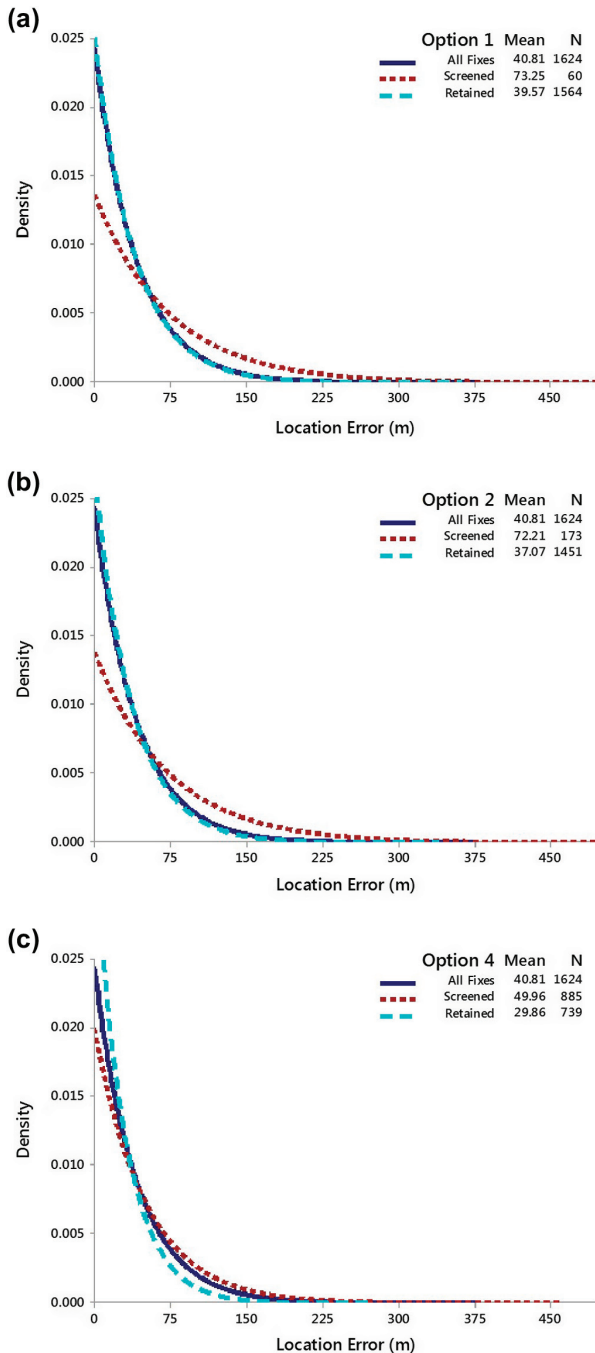 (a)
Option 1 Mean N
All Fixes 40.81 1624
Screened 73.25 60
Retained 39.57 1564
0.025
0.020
0.015
0.010
0.005
0.000
Density
0 75 150 225 300 375 450
Location Error (m)
(b)
Option 2 Mean N
All Fixes 40.81 1624
Screened 72.21 173
Retained 37.07 1451
0.025
0.020
0.015
0.010
0.005
0.000
Density
0 75 150 225 300 375 450
Location Error (m)
(c)
Option 4 Mean N
All Fixes 40.81 1624
Screened 49.96 885
Retained 29.86 739
0.025
0.020
0.015
0.010
0.005
0.000
Density
0 75 150 225 300 375 450
Location Error (m)